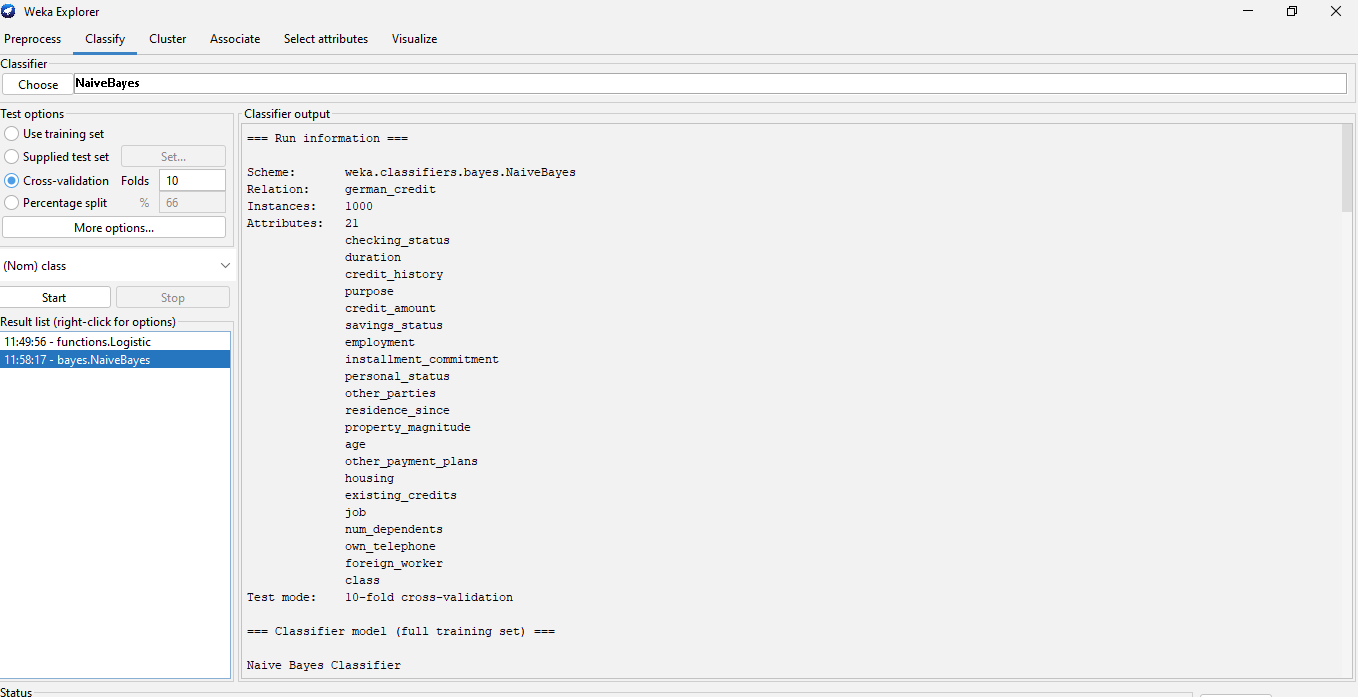 Weka Explorer
Preprocess Classify Cluster Associate Select attributes Visualize
Classifier
Choose NaiveBayes
Test options
Use training set
Supplied test set Set...
Cross-validation Folds 10
Percentage split % 66
More options...
(Nom) class
Start Stop
Result list (right-click for options)
11:49:56 - functions.Logistic
11:58:17 - bayes.NaiveBayes
Classifier output
=== Run information ===
Scheme: weka.classifiers.bayes.NaiveBayes
Relation: german_credit
Instances: 1000
Attributes: 21
checking_status
duration
credit_history
purpose
credit_amount
savings_status
employment
installment_commitment
personal_status
other_parties
residence_since
property_magnitude
age
other_payment_plans
housing
existing_credits
job
num_dependents
own_telephone
foreign_worker
class
Test mode: 10-fold cross-validation
=== Classifier model (full training set) ===
Naive Bayes Classifier
Status